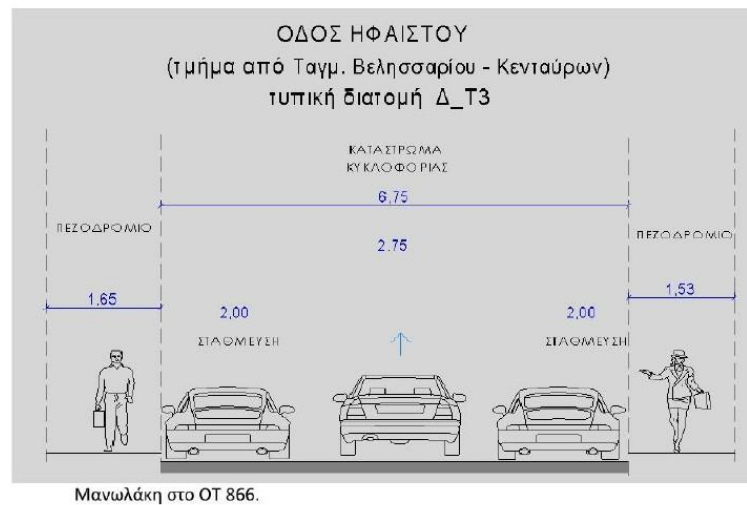 ΟΔΟΣ ΗΦΑΙΣΤΟΥ
(τμήμα από Ταγμ. Βελησσαρίου - Κενταύρων)
τυπική διατομή Δ_Τ3
ΚΑΤΑΣΤΡΩΜΑ
ΚΥΚΛΟΦΟΡΙΑΣ
6,75
ΠΕΖΟΔΡΟΜΙΟ
2.75
ΠΕΖΟΔΡΟΜΙΟ
1,65
2,00
2,00
1,53
ΣΤΑΘΜΕΥΣΗ
ΣΤΑΘΜΕΥΣΗ
Μανωλάκη στο ΟΤ 866.